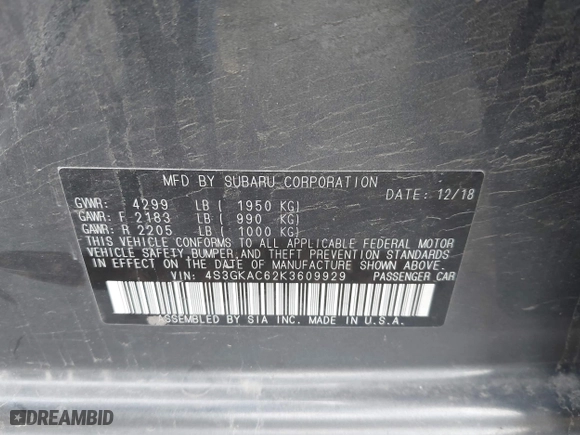 MFD BY SUBARU CORPORATION
GVWR: 4299 LB ( 1950 KG) DATE: 12/18
GAWR: F 2183 LB ( 990 KG)
GAWR: R 2205 LB ( 1000 KG)
THIS VEHICLE CONFORMS TO ALL APPLICABLE FEDERAL MOTOR
VEHICLE SAFETY, BUMPER, AND THEFT PREVENTION STANDARDS
IN EFFECT ON THE DATE OF MANUFACTURE SHOWN ABOVE.
VIN: 4S3GKAC62K3609929 PASSENGER CAR
ASSEMBLED BY SIA INC. MADE IN U.S.A.
DREAMBID